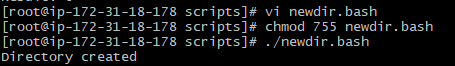 [root@ip-172-31-18-178 scripts]# vi newdir.bash
[root@ip-172-31-18-178 scripts]# chmod 755 newdir.bash
[root@ip-172-31-18-178 scripts]# ./newdir.bash
Directory created